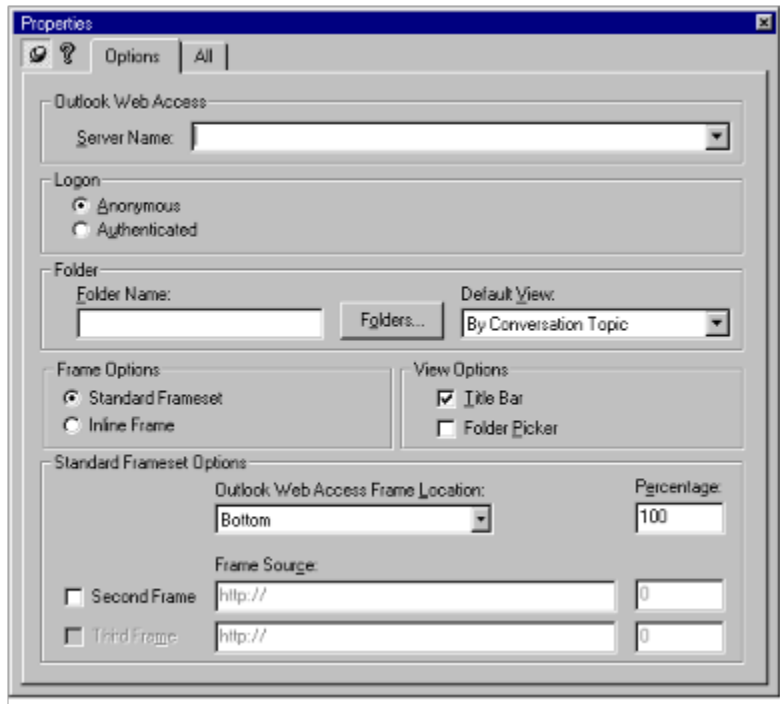 Properties
Options All
Outlook Web Access
Server Name:
Logon
Anonymous
Authenticated
Folder
Folder Name:
Folders...
Default View:
By Conversation Topic
Frame Options
Standard Frameset
Inline Frame
View Options
Title Bar
Folder Picker
Standard Frameset Options
Outlook Web Access Frame Location: Percentage:
Bottom 100
Frame Source:
Second Frame http:// 0
Third Frame http:// 0